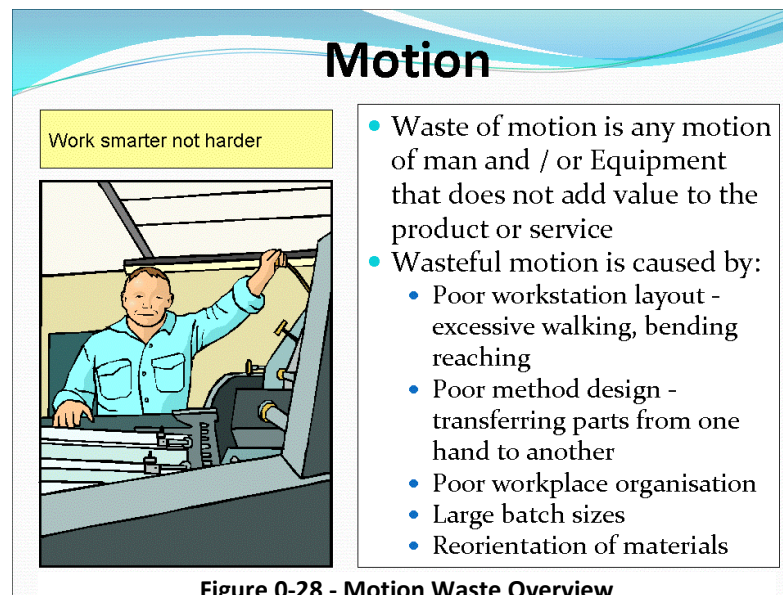 Motion
Work smarter not harder
Waste of motion is any motion
of man and / or Equipment
that does not add value to the
product or service
Wasteful motion is caused by:
Poor workstation layout -
excessive walking, bending
reaching
Poor method design -
transferring parts from one
hand to another
Poor workplace organisation
Large batch sizes
Reorientation of materials
Figure 0-28 - Motion Waste Overview